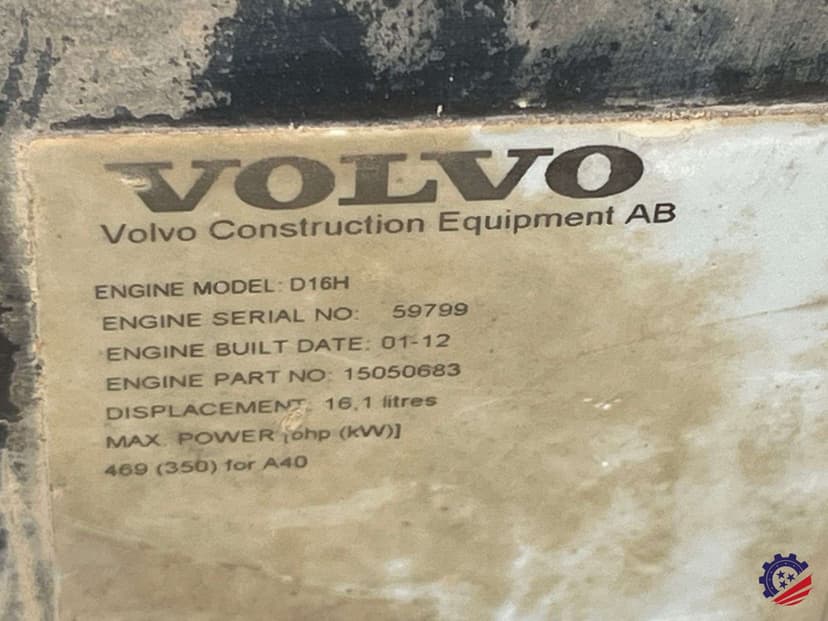 VOLVO
Volvo Construction Equipment AB
ENGINE MODEL: D16H
ENGINE SERIAL NO: 59799
ENGINE BUILT DATE: 01-12
ENGINE PART NO: 15050683
DISPLACEMENT: 16,1 litres
MAX. POWER [bhp (kW)]
469 (350) for A40